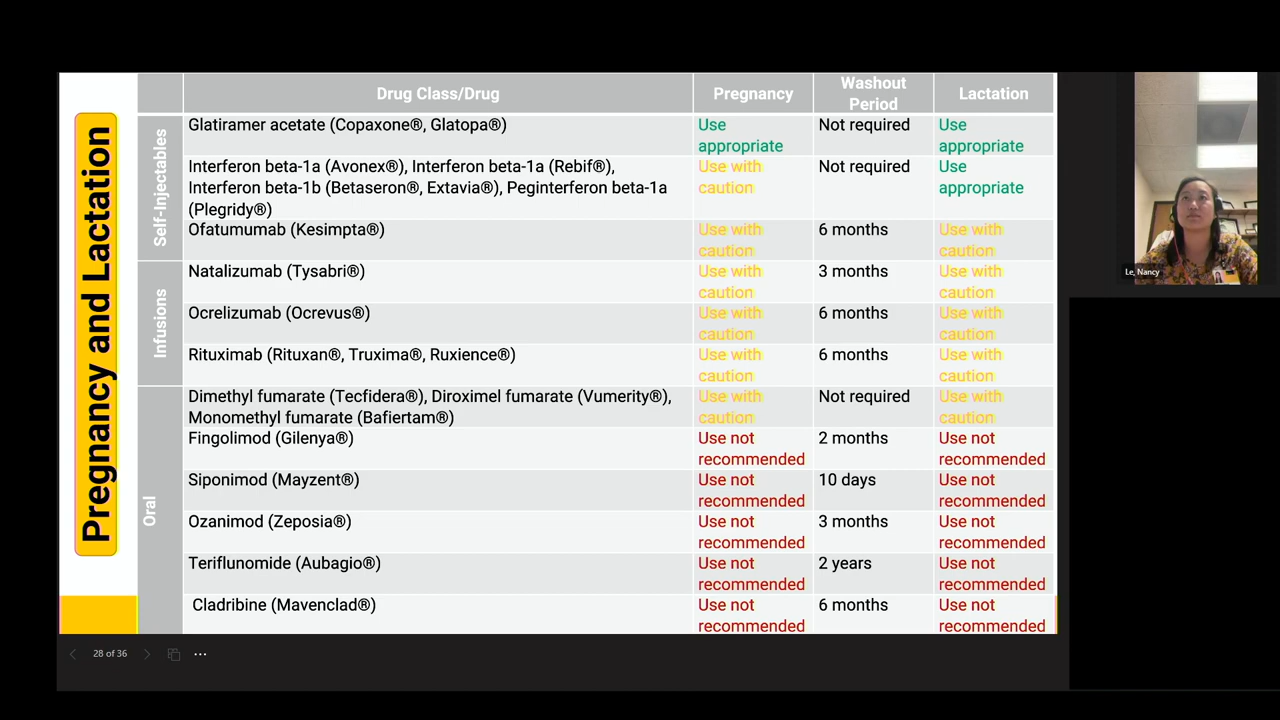 Pregnancy and Lactation
Drug Class/Drug
Pregnancy
Washout
Period
Lactation
Self-Injectables
Glatiramer acetate (Copaxone®, Glatopa®)
Use
appropriate
Not required
Use
appropriate
Interferon beta-1a (Avonex®), Interferon beta-1a (Rebif®),
Interferon beta-1b (Betaseron®, Extavia®), Peginterferon beta-1a
(Plegridy®)
Use with
caution
Not required
Use
appropriate
Ofatumumab (Kesimpta®)
Use with
caution
6 months
Use with
caution
Infusions
Natalizumab (Tysabri®)
Use with
caution
3 months
Use with
caution
Ocrelizumab (Ocrevus®)
Use with
caution
6 months
Use with
caution
Rituximab (Rituxan®, Truxima®, Ruxience®)
Use with
caution
6 months
Use with
caution
Oral
Dimethyl fumarate (Tecfidera®), Diroximel fumarate (Vumerity®),
Monomethyl fumarate (Bafiertam®)
Use with
caution
Not required
Use with
caution
Fingolimod (Gilenya®)
Use not
recommended
2 months
Use not
recommended
Siponimod (Mayzent®)
Use not
recommended
10 days
Use not
recommended
Ozanimod (Zeposia®)
Use not
recommended
3 months
Use not
recommended
Teriflunomide (Aubagio®)
Use not
recommended
2 years
Use not
recommended
Cladribine (Mavenclad®)
Use not
recommended
6 months
Use not
recommended
28 of 36
Le, Nancy